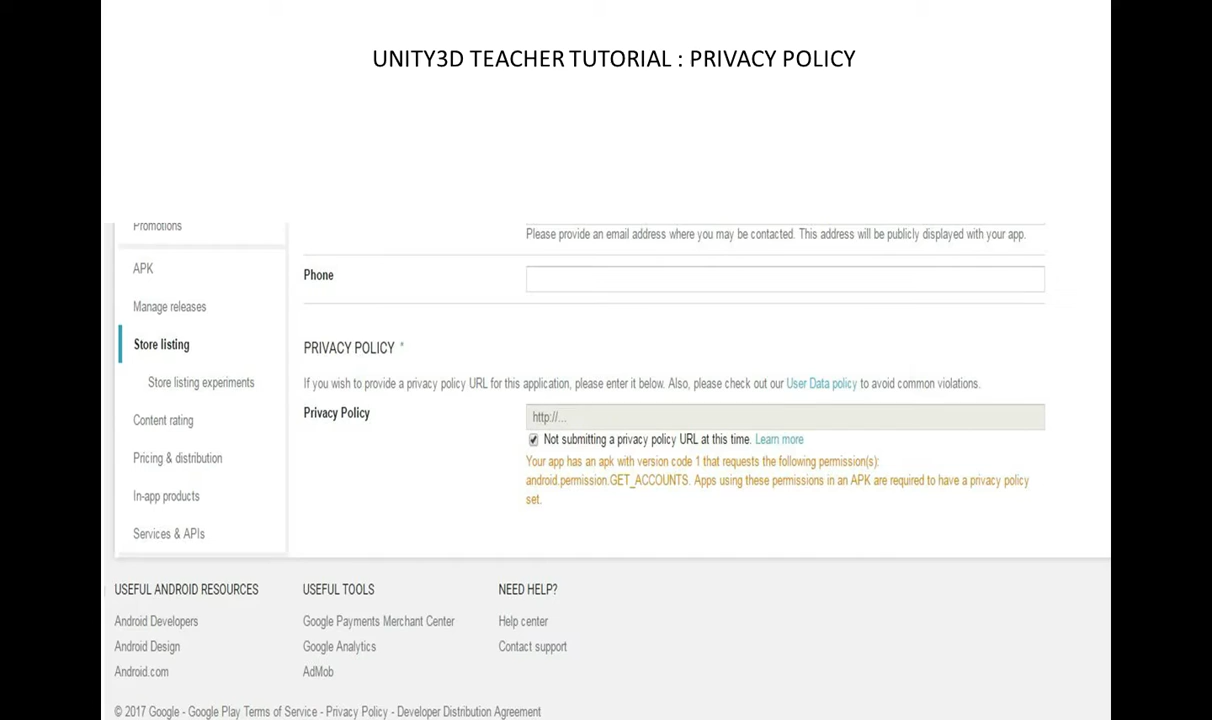 UNITY3D TEACHER TUTORIAL : PRIVACY POLICY
Promotions
Please provide an email address where you may be contacted. This address will be publicly displayed with your app.
APK
Phone
Manage releases
Store listing
PRIVACY POLICY *
Store listing experiments
If you wish to provide a privacy policy URL for this application, please enter it below. Also, please check out our User Data policy to avoid common violations.
Content rating
Privacy Policy
http://...
Not submitting a privacy policy URL at this time. Learn more
Pricing & distribution
Your app has an apk with version code 1 that requests the following permission(s):
android.permission.GET_ACCOUNTS. Apps using these permissions in an APK are required to have a privacy policy
set.
In-app products
Services & APIs
USEFUL ANDROID RESOURCES
Android Developers
Android Design
Android.com
USEFUL TOOLS
Google Payments Merchant Center
Google Analytics
AdMob
NEED HELP?
Help center
Contact support
© 2017 Google - Google Play Terms of Service - Privacy Policy - Developer Distribution Agreement